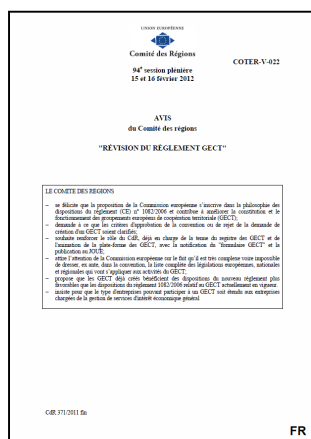 UNION EUROPÉENNE
Comité des Régions
COTER-V-022
94e session plénière
15 et 16 février 2012
AVIS
du Comité des régions
"RÉVISION DU RÈGLEMENT GECT"
LE COMITE DES REGIONS
– se félicite que la proposition de la Commission européenne s'inscrive dans la philosophie des
dispositions du règlement (CE) n° 1082/2006 et contribue à améliorer la constitution et le
fonctionnement des groupements européens de coopération territoriale (GECT);
– demande à ce que les critères d'approbation de la convention ou de rejet de la demande de
création d'un GECT soient clarifiés;
– souhaite renforcer le rôle du CdR, déjà en charge de la tenue du registre des GECT et de
l'animation de la plate-forme des GECT, avec la notification du "formulaire GECT" et la
publication au JOUE;
– attire l'attention de la Commission européenne sur le fait qu'il est très complexe voire impossible
de dresser, ex ante, dans la convention, la liste complète des législations européennes, nationales
et régionales qui vont s'appliquer aux activités du GECT;
– propose que les GECT déjà créés bénéficient des dispositions du nouveau règlement plus
favorables que les dispositions du règlement 1082/2006 relatif au GECT actuellement en vigueur;
– insiste pour que le type d'entreprises pouvant participer à un GECT soit étendu aux entreprises
chargées de la gestion de services d'intérêt économique général.
CdR 371/2011 fin
FR